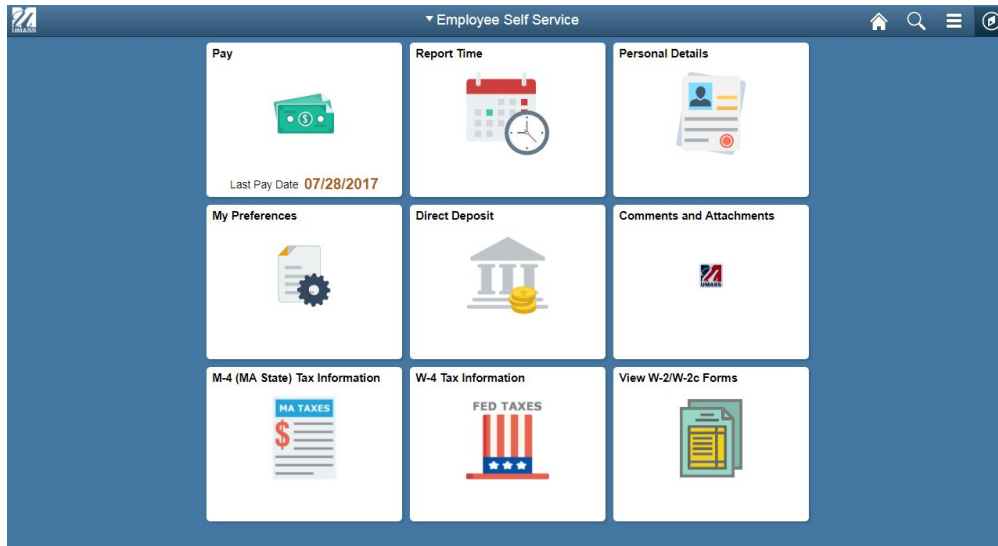 UMASS
Employee Self Service
Pay
Report Time
Personal Details
Last Pay Date 07/28/2017
My Preferences
Direct Deposit
Comments and Attachments
UMASS
M-4 (MA State) Tax Information
W-4 Tax Information
View W-2/W-2c Forms
MA TAXES
$
FED TAXES